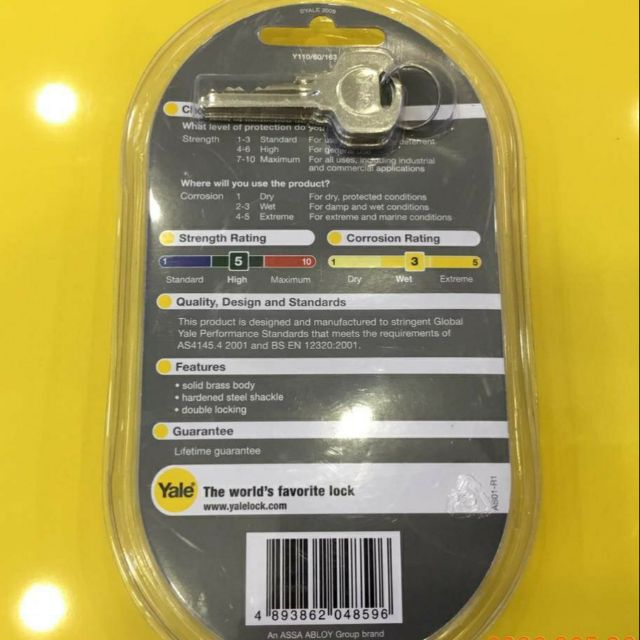 ©YALE 2009
Y110/60/163
What level of protection do
Strength 1-3 Standard For deterrent
4-6 High For
7-10 Maximum For all uses, including industrial
and commercial applications
Where will you use the product?
Corrosion 1 Dry For dry, protected conditions
2-3 Wet For damp and wet conditions
4-5 Extreme For extreme and marine conditions
Strength Rating Corrosion Rating
1 5 10 1 3 5
Standard High Maximum Dry Wet Extreme
Quality, Design and Standards
This product is designed and manufactured to stringent Global
Yale Performance Standards that meets the requirements of
AS4145.4 2001 and BS EN 12320:2001.
Features
• solid brass body
• hardened steel shackle
• double locking
Guarantee
Lifetime guarantee
Yale The world's favorite lock
www.yalelock.com
AB01-R1
4 893862 048596
An ASSA ABLOY Group brand